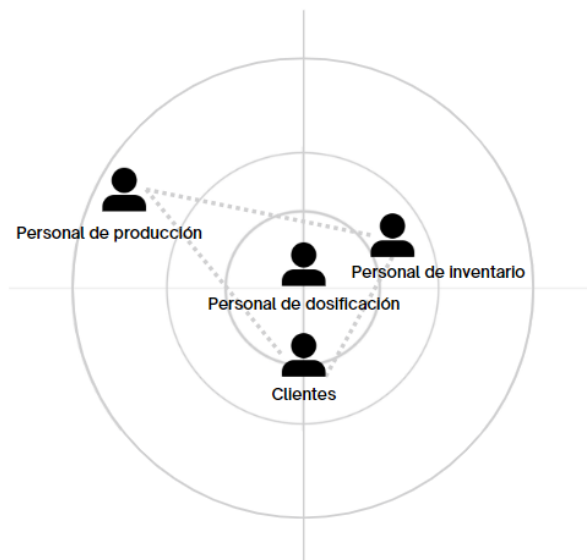 Personal de producción
Personal de inventario
Personal de dosificación
Clientes